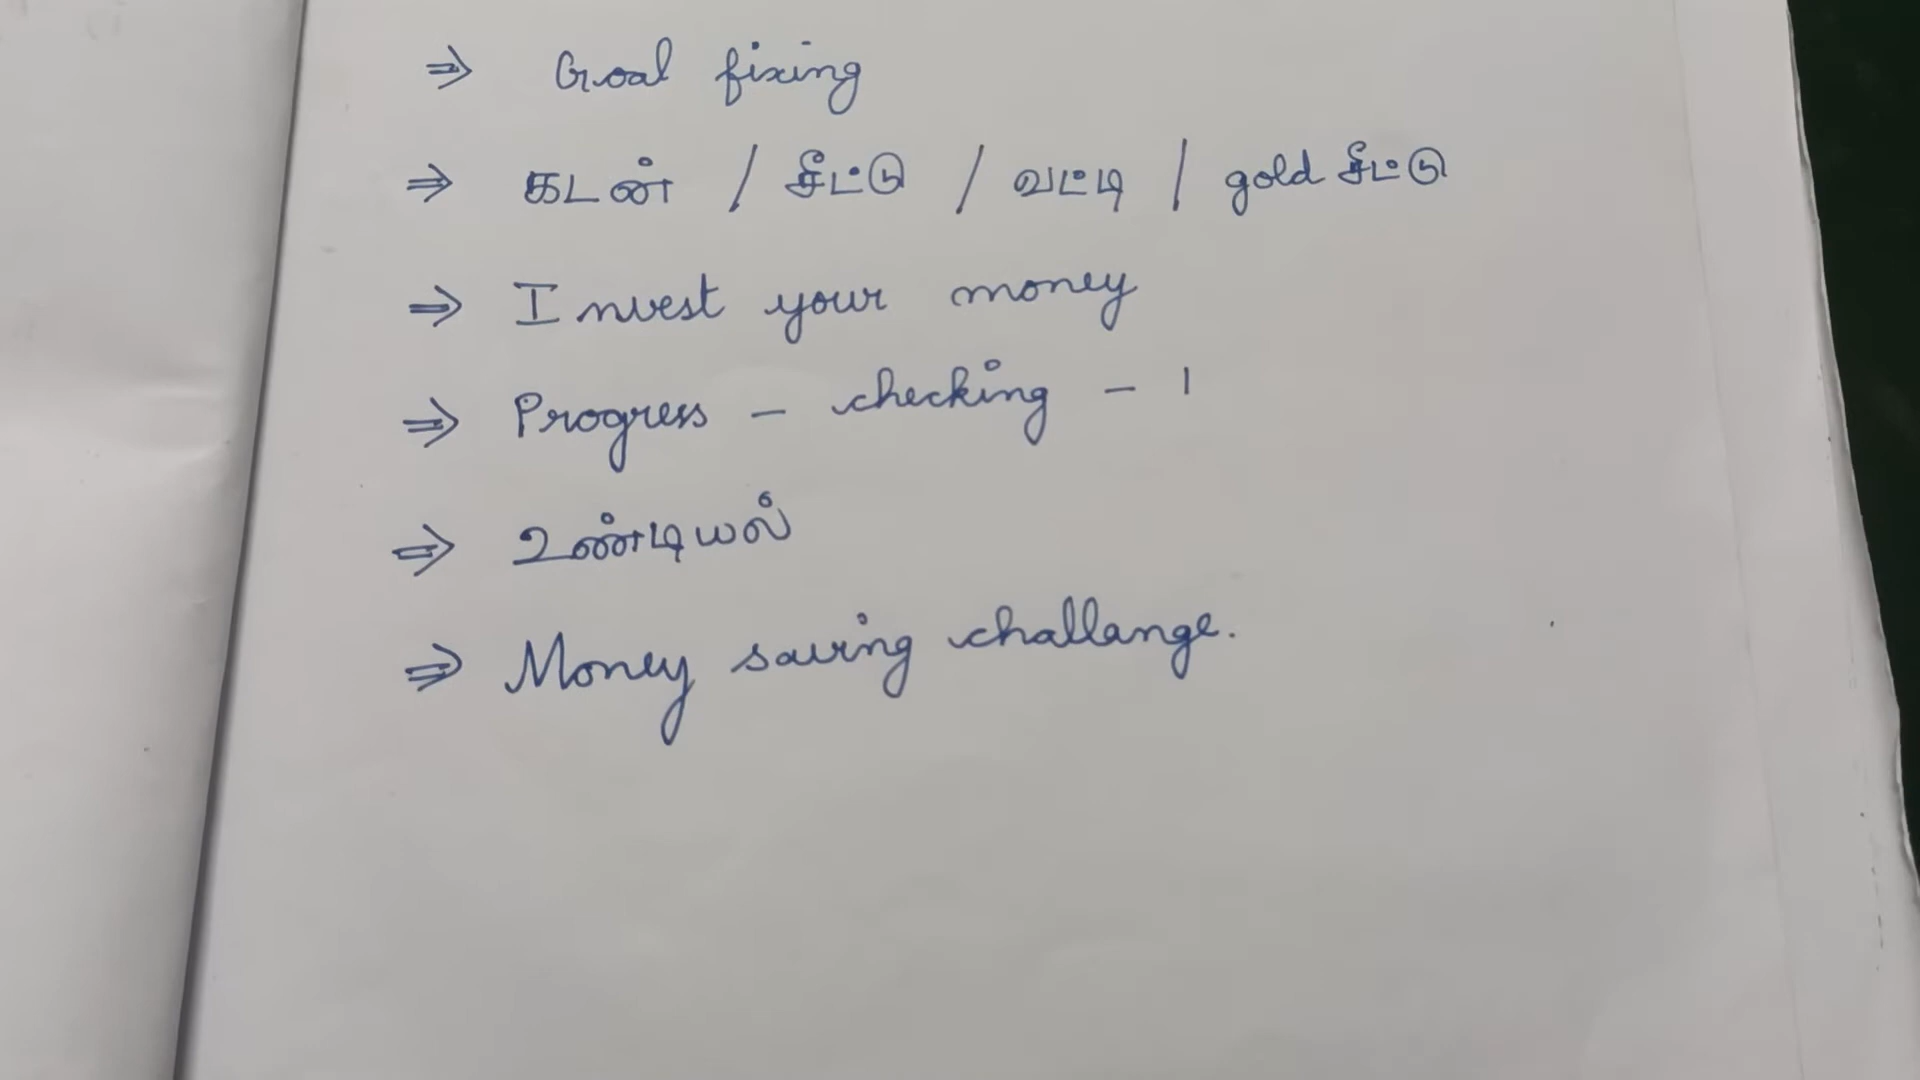 ⇒ Goal fixing
⇒ கடன் / சீட்டு / வட்டி / gold சீட்டு
⇒ Invest your money
⇒ Progress - checking - 1
⇒ உண்டியல்
⇒ Money saving challange.